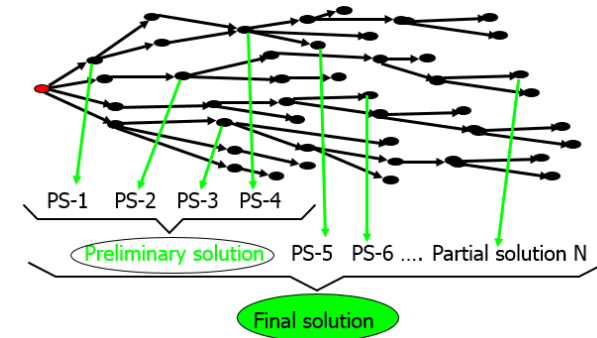 PS-1 PS-2 PS-3 PS-4
Preliminary solution PS-5 PS-6 .... Partial solution N
Final solution